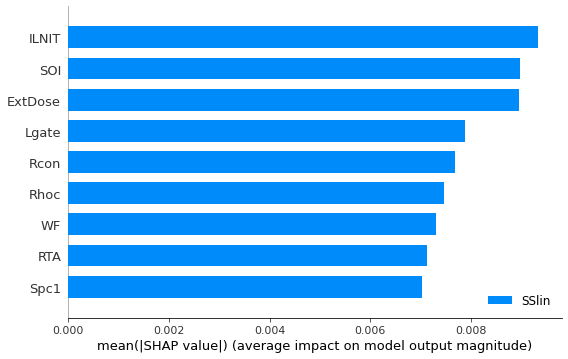 ILNIT
SOI
ExtDose
Lgate
Rcon
Rhoc
WF
RTA
Spc1
SSlin
0.000 0.002 0.004 0.006 0.008
mean(|SHAP value|) (average impact on model output magnitude)